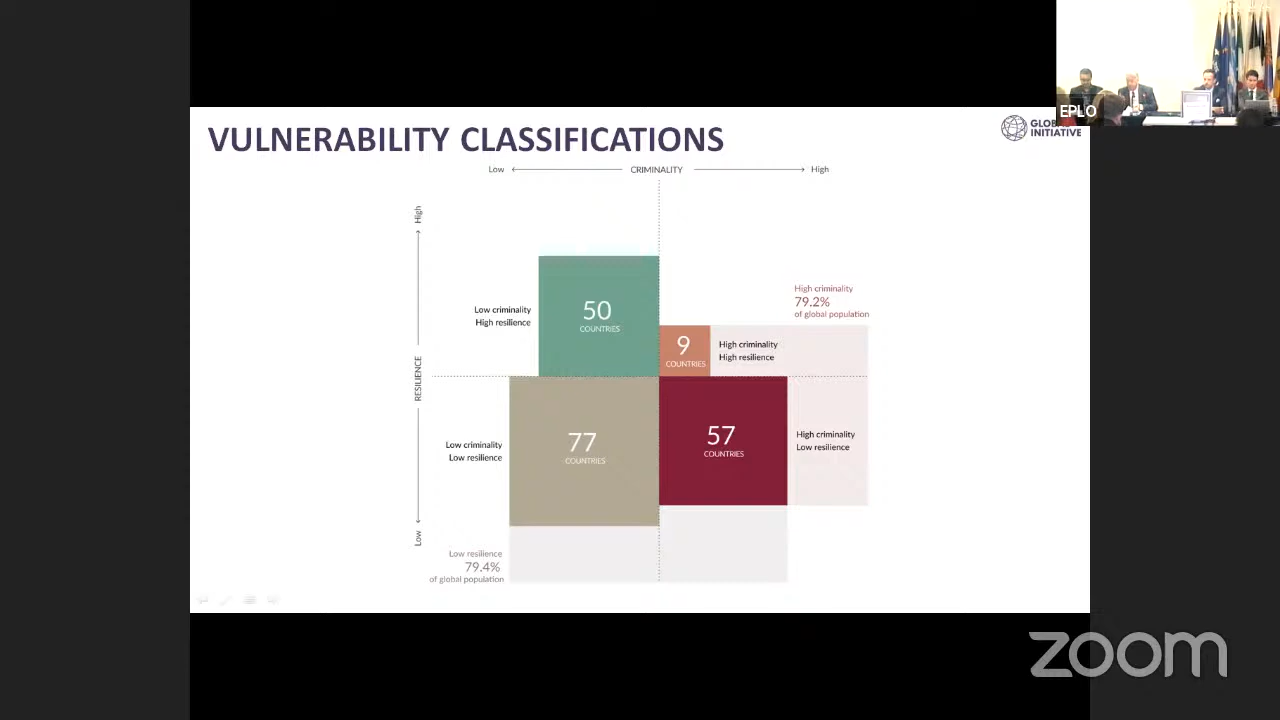 EPLO
VULNERABILITY CLASSIFICATIONS
GLOB
INITIATIVE
Low
CRIMINALITY
High
High
RESILIENCE
Low
50
COUNTRIES
Low criminality
High resilience
High criminality
79.2%
of global population
9
COUNTRIES
High criminality
High resilience
77
COUNTRIES
Low criminality
Low resilience
57
COUNTRIES
High criminality
Low resilience
Low resilience
79.4%
of global population
zoom